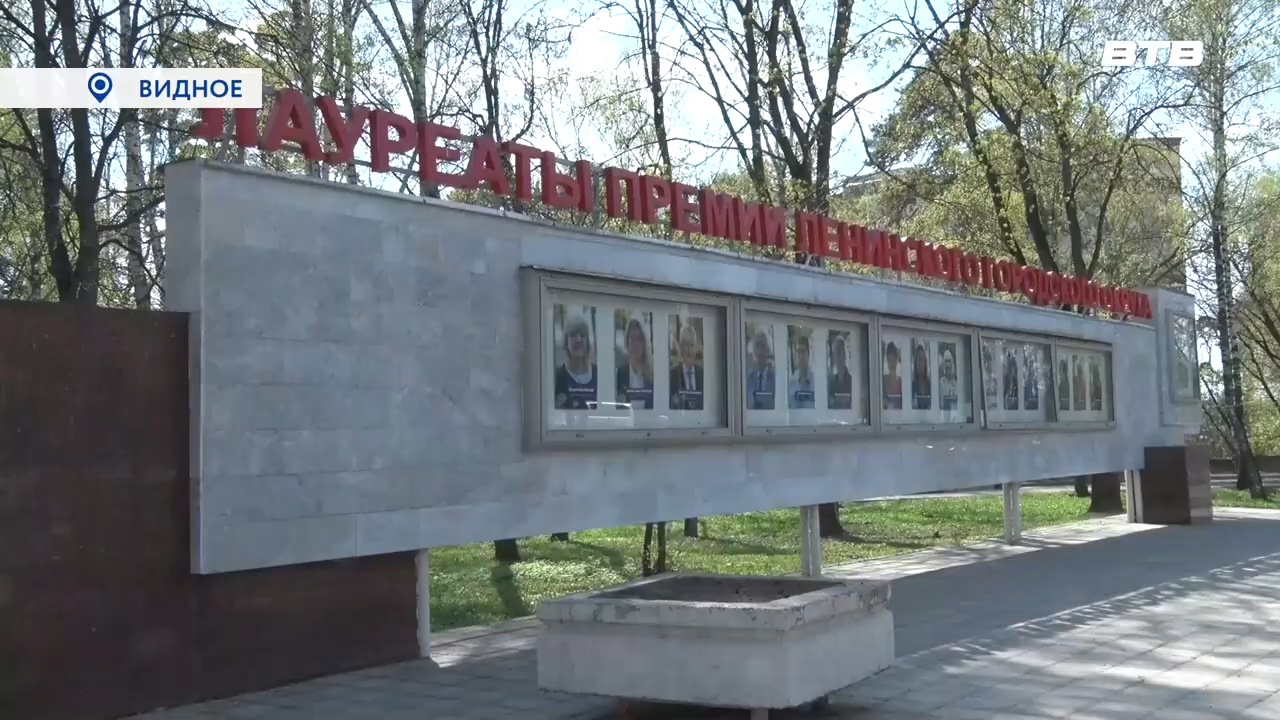 ВТВ
ВИДНОЕ
ЛАУРЕАТЫ ПРЕМИИ ЛЕНИНСКОГО ГОРОДСКОГО ОКРУГА